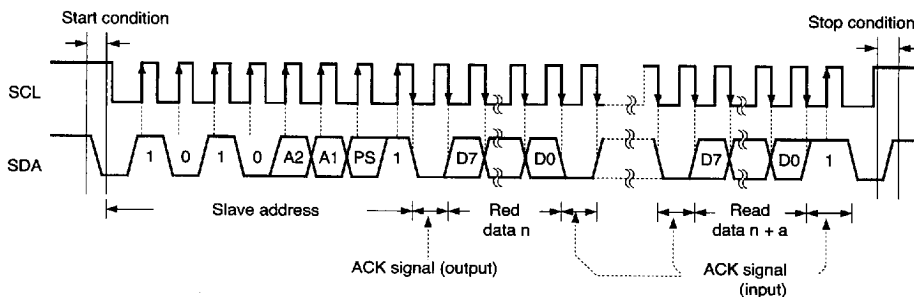 Start condition
Stop condition
SCL
SDA
1 0 1 0 A2 A1 PS 1 D7 D0 D7 D0 1
Slave address
Red
data n
Read
data n + a
ACK signal (output)
ACK signal
(input)